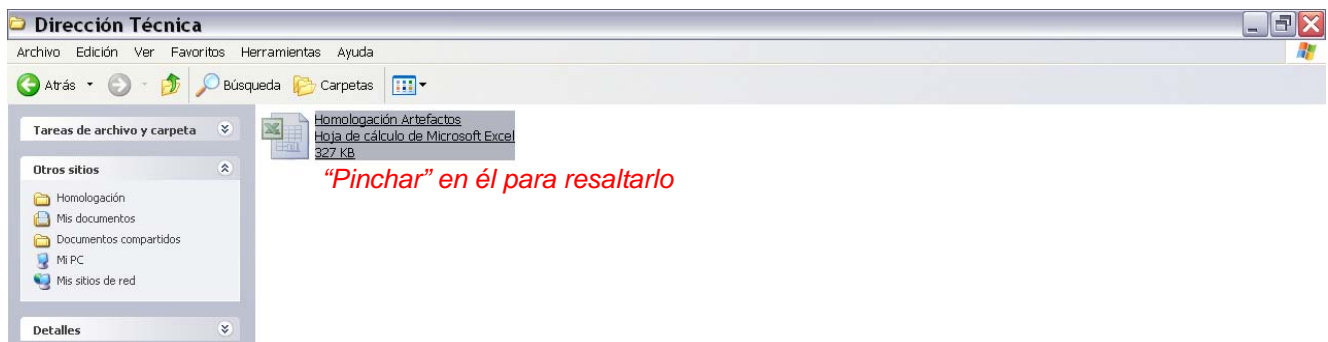 Dirección Técnica
Archivo Edición Ver Favoritos Herramientas Ayuda
Atrás Búsqueda Carpetas
Tareas de archivo y carpeta
Otros sitios
Homologación
Mis documentos
Documentos compartidos
Mi PC
Mis sitios de red
Detalles
Homologación Artefactos
Hoja de cálculo de Microsoft Excel
327 KB
“Pinchar” en él para resaltarlo